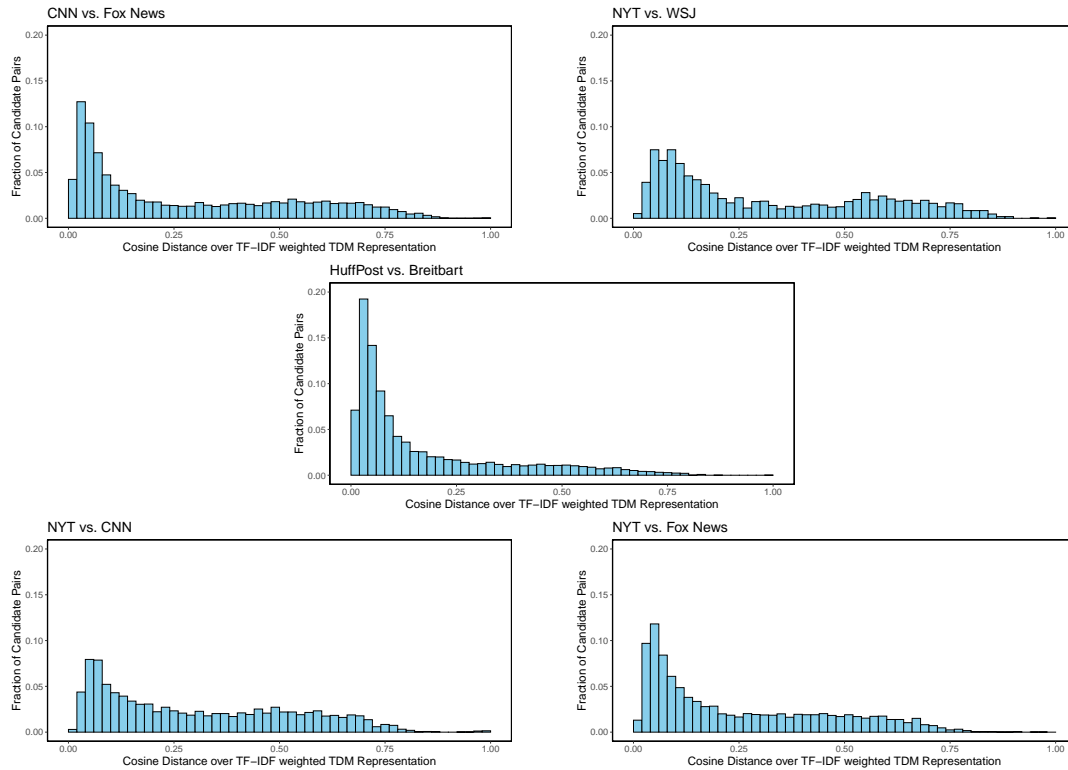 CNN vs. Fox News
Fraction of Candidate Pairs
0.20
0.15
0.10
0.05
0.00
0.00 0.25 0.50 0.75 1.00
Cosine Distance over TF−IDF weighted TDM Representation
NYT vs. WSJ
Fraction of Candidate Pairs
0.20
0.15
0.10
0.05
0.00
0.00 0.25 0.50 0.75 1.00
Cosine Distance over TF−IDF weighted TDM Representation
HuffPost vs. Breitbart
Fraction of Candidate Pairs
0.20
0.15
0.10
0.05
0.00
0.00 0.25 0.50 0.75 1.00
Cosine Distance over TF−IDF weighted TDM Representation
NYT vs. CNN
Fraction of Candidate Pairs
0.20
0.15
0.10
0.05
0.00
0.00 0.25 0.50 0.75 1.00
Cosine Distance over TF−IDF weighted TDM Representation
NYT vs. Fox News
Fraction of Candidate Pairs
0.20
0.15
0.10
0.05
0.00
0.00 0.25 0.50 0.75 1.00
Cosine Distance over TF−IDF weighted TDM Representation